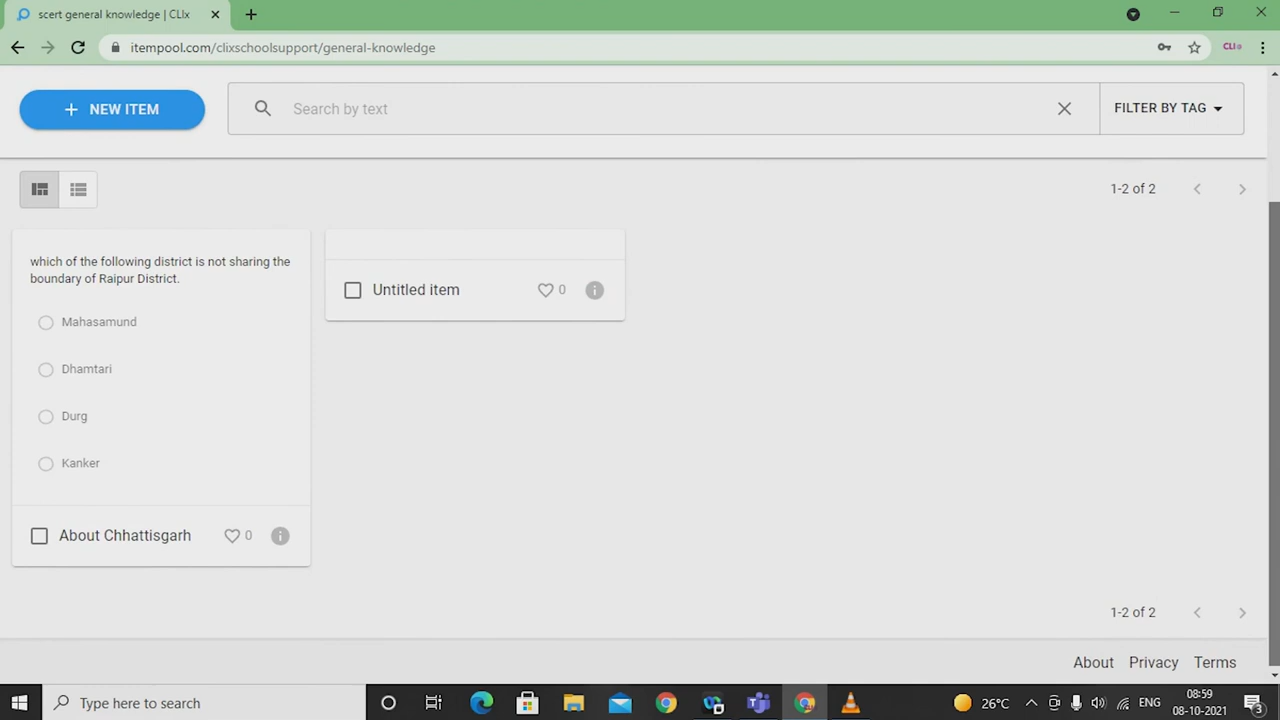 scert general knowledge | CLIx
itempool.com/clixschoolsupport/general-knowledge
CLI
NEW ITEM
Search by text
FILTER BY TAG
1-2 of 2
which of the following district is not sharing the
boundary of Raipur District.
Mahasamund
Dhamtari
Durg
Kanker
About Chhattisgarh
0
Untitled item
0
1-2 of 2
About Privacy Terms
Type here to search
26°C
ENG
08:59
08-10-2021
3